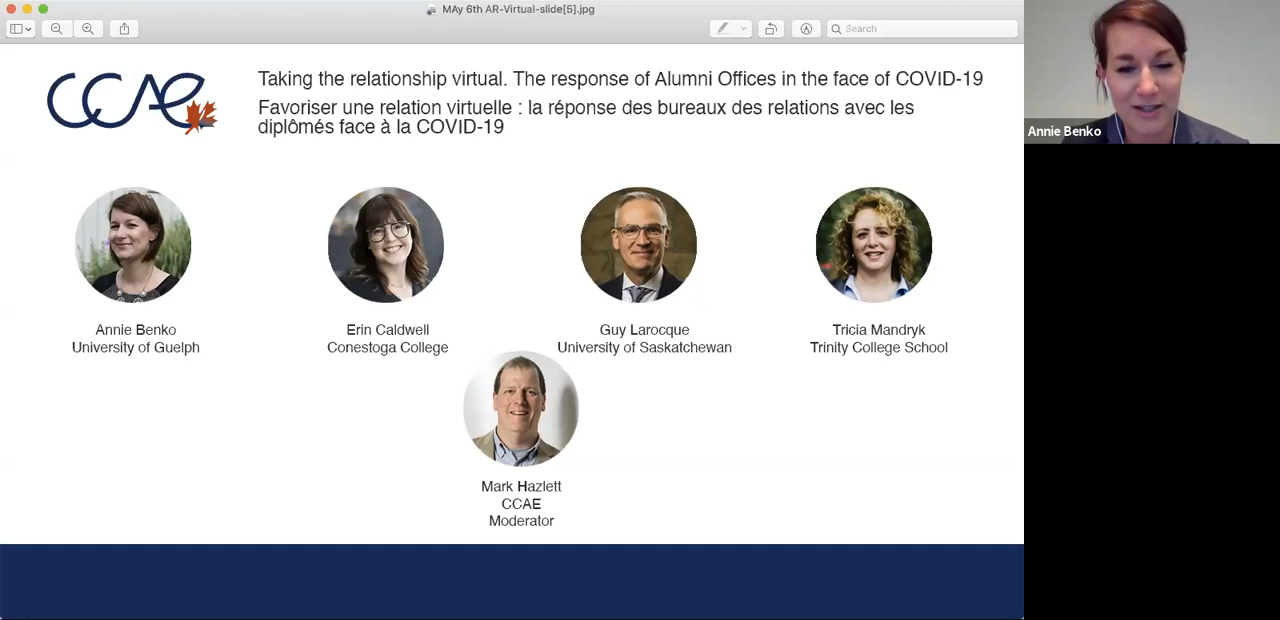 MAy 6th AR-Virtual-slide[5].jpg
Search
CCAE
Taking the relationship virtual. The response of Alumni Offices in the face of COVID-19
Favoriser une relation virtuelle : la réponse des bureaux des relations avec les
diplômés face à la COVID-19
Annie Benko
Annie Benko
University of Guelph
Erin Caldwell
Conestoga College
Guy Larocque
University of Saskatchewan
Tricia Mandryk
Trinity College School
Mark Hazlett
CCAE
Moderator